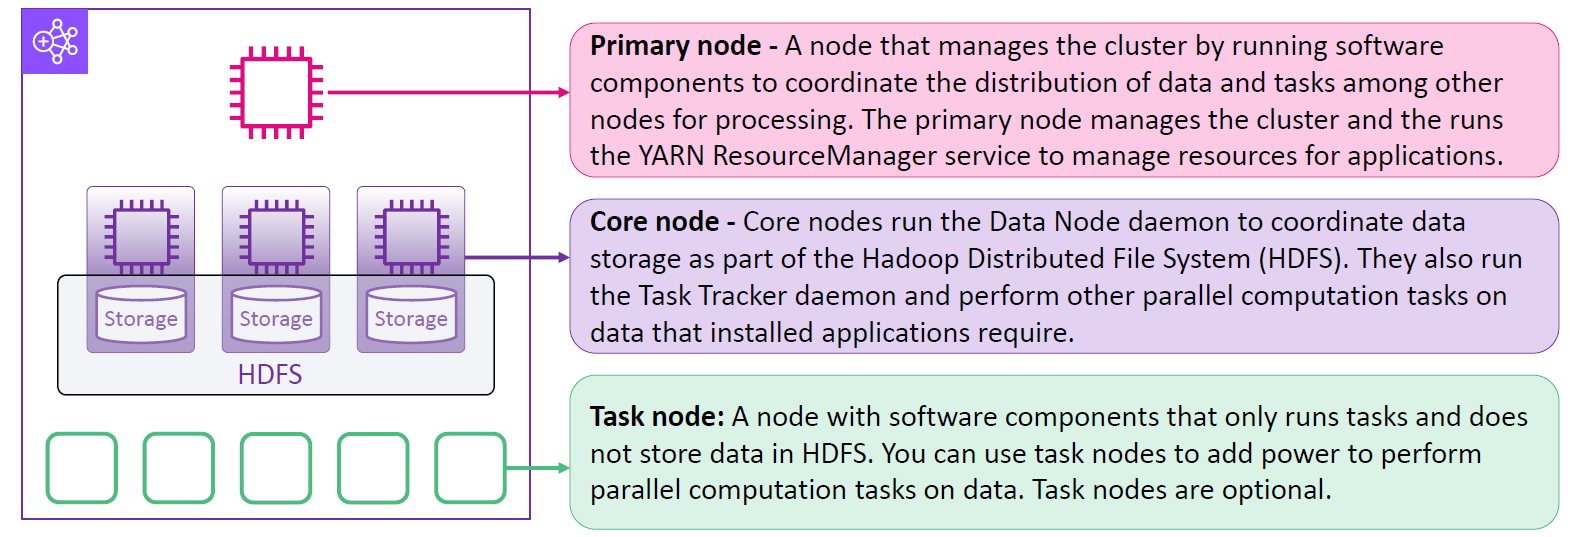 Primary node - A node that manages the cluster by running software
components to coordinate the distribution of data and tasks among other
nodes for processing. The primary node manages the cluster and the runs
the YARN ResourceManager service to manage resources for applications.
Core node - Core nodes run the Data Node daemon to coordinate data
storage as part of the Hadoop Distributed File System (HDFS). They also run
the Task Tracker daemon and perform other parallel computation tasks on
data that installed applications require.
Storage
Storage
Storage
HDFS
Task node: A node with software components that only runs tasks and does
not store data in HDFS. You can use task nodes to add power to perform
parallel computation tasks on data. Task nodes are optional.